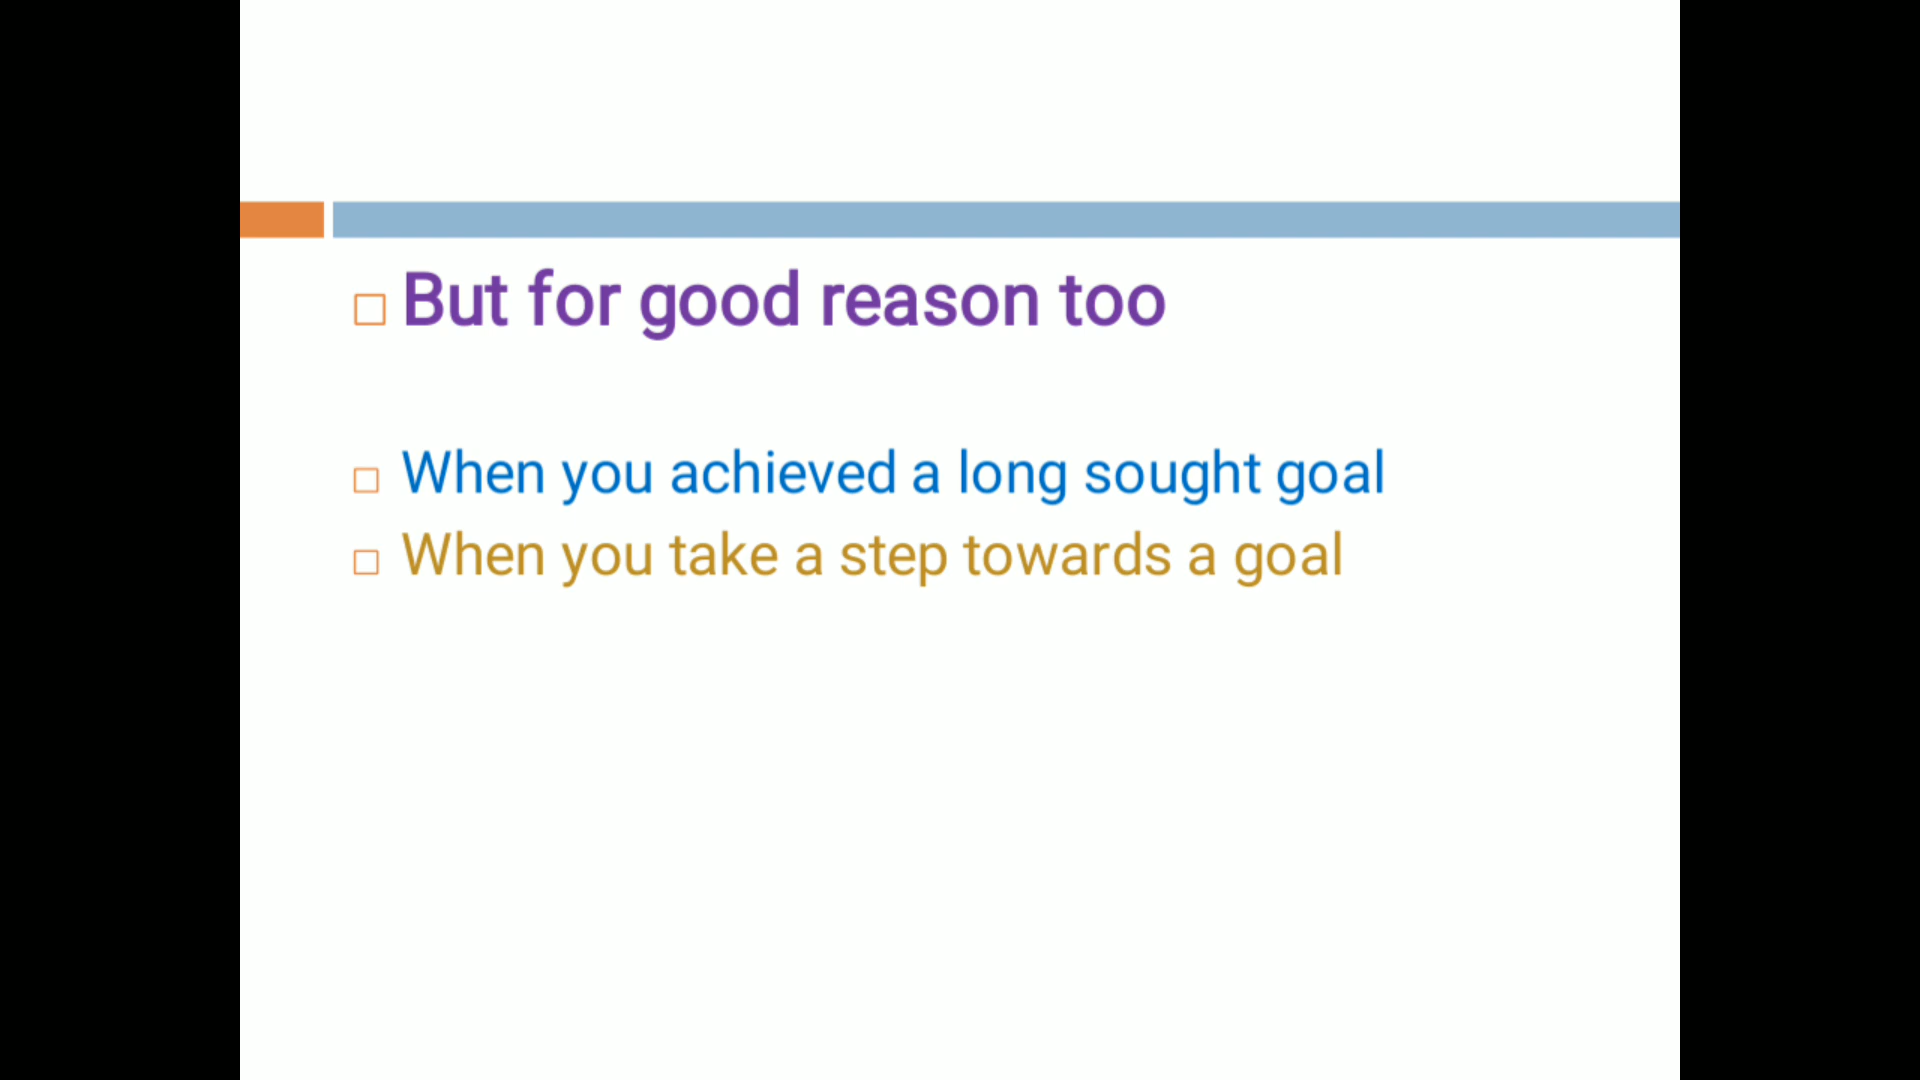 But for good reason too
When you achieved a long sought goal
When you take a step towards a goal